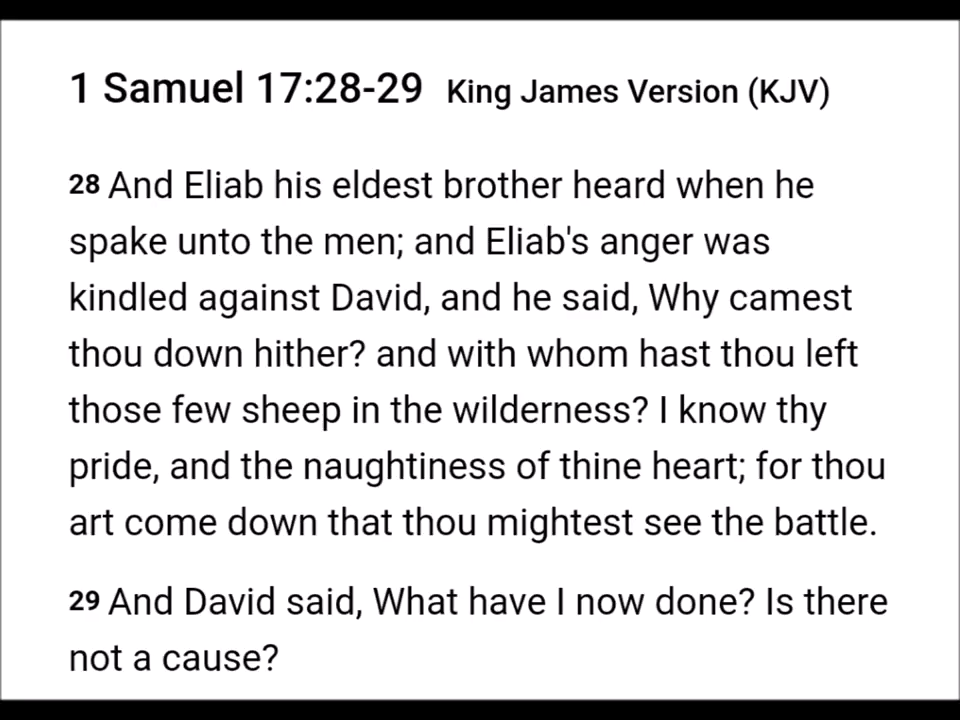 1 Samuel 17:28-29 King James Version (KJV)
28 And Eliab his eldest brother heard when he
spake unto the men; and Eliab's anger was
kindled against David, and he said, Why camest
thou down hither? and with whom hast thou left
those few sheep in the wilderness? I know thy
pride, and the naughtiness of thine heart; for thou
art come down that thou mightest see the battle.
29 And David said, What have I now done? Is there
not a cause?